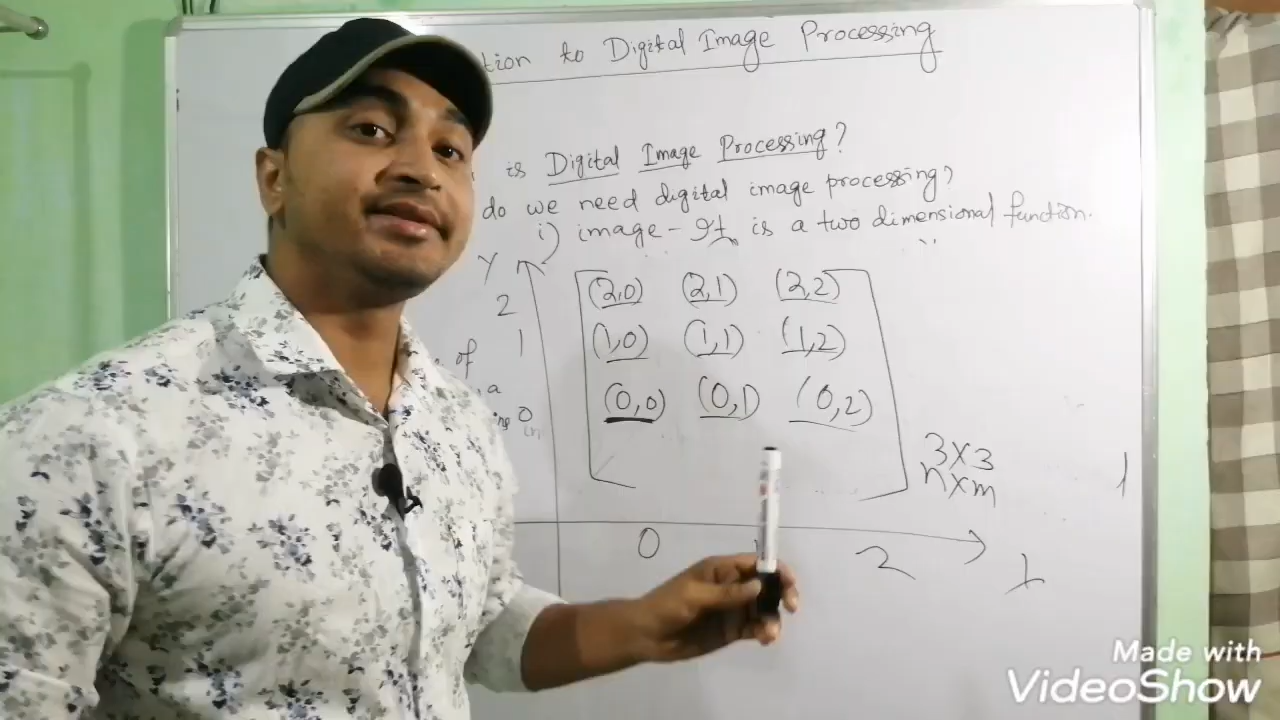 tion to Digital Image Processing
is Digital Image Processing?
do we need digital image processing?
i) image - It is a two dimensional function.
Y
2 (2,0) (2,1) (2,2)
of 1 (1,0) (1,1) (1,2)
a
0 (0,0) (0,1) (0,2)
3x3
nxm
1
0 2
Made with
VideoShow